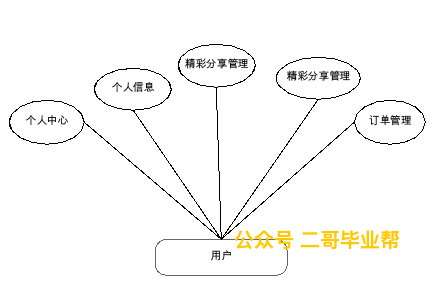 精彩分享管理
精彩分享管理
个人信息
个人中心
订单管理
公众号 二哥毕业帮
用户